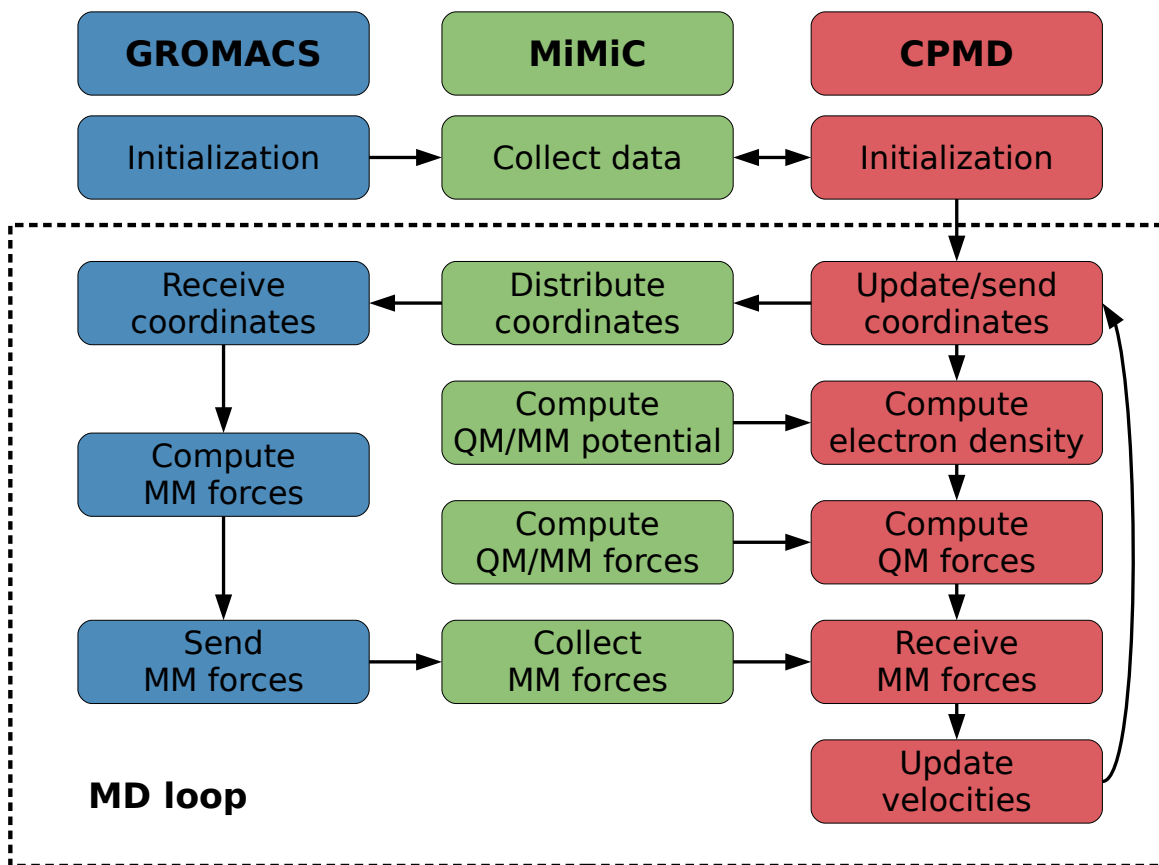 GROMACS
MiMiC
CPMD
Initialization
Collect data
Initialization
Receive
coordinates
Distribute
coordinates
Update/send
coordinates
Compute
MM forces
Compute
QM/MM potential
Compute
electron density
Compute
QM/MM forces
Compute
QM forces
Send
MM forces
Collect
MM forces
Receive
MM forces
Update
velocities
MD loop